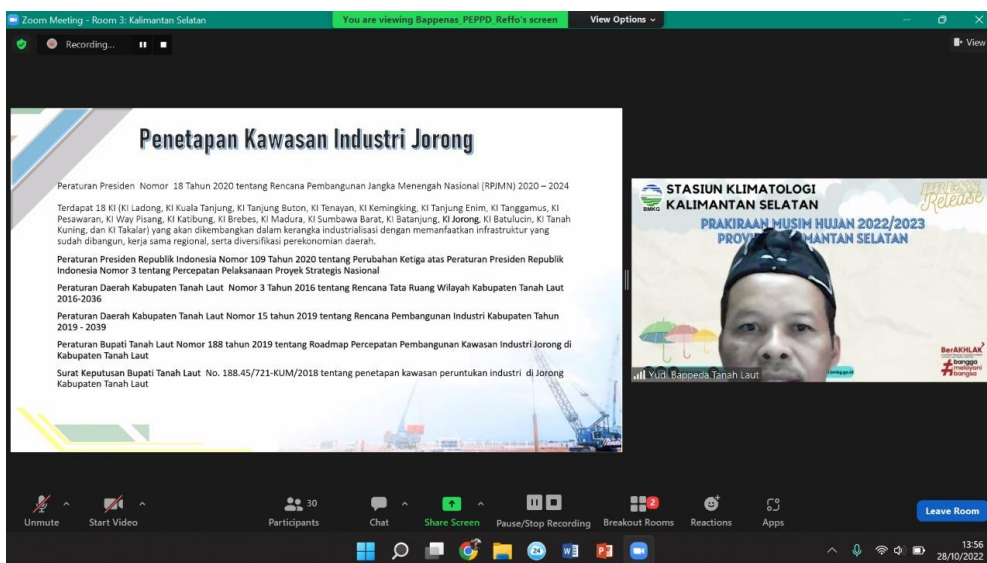 Zoom Meeting - Room 3: Kalimantan Selatan
You are viewing Bappenas_PEPPD_Reffo's screen
View Options
Recording...
View
Penetapan Kawasan Industri Jorong
Peraturan Presiden Nomor 18 Tahun 2020 tentang Rencana Pembangunan Jangka Menengah Nasional (RPJMN) 2020 – 2024
Terdapat 18 KI (KI Ladong, KI Kuala Tanjung, KI Tanjung Buton, KI Tenayan, KI Kemingking, KI Tanjung Enim, KI Tanggamus, KI
Pesawaran, KI Way Pisang, KI Katibung, KI Brebes, KI Madura, KI Sumbawa Barat, KI Batanjung, KI Jorong, KI Batulucin, KI Tanah
Kuning, dan KI Takalar) yang akan dikembangkan dalam kerangka industrialisasi dengan memanfaatkan infrastruktur yang
sudah dibangun, kerja sama regional, serta diversifikasi perekonomian daerah.
Peraturan Presiden Republik Indonesia Nomor 109 Tahun 2020 tentang Perubahan Ketiga atas Peraturan Presiden Republik
Indonesia Nomor 3 tentang Percepatan Pelaksanaan Proyek Strategis Nasional
Peraturan Daerah Kabupaten Tanah Laut Nomor 3 Tahun 2016 tentang Rencana Tata Ruang Wilayah Kabupaten Tanah Laut
2016-2036
Peraturan Daerah Kabupaten Tanah Laut Nomor 15 tahun 2019 tentang Rencana Pembangunan Industri Kabupaten Tahun
2019 - 2039
Peraturan Bupati Tanah Laut Nomor 188 tahun 2019 tentang Roadmap Percepatan Pembangunan Kawasan Industri Jorong di
Kabupaten Tanah Laut
Surat Keputusan Bupati Tanah Laut No. 188.45/721-KUM/2018 tentang penetapan kawasan peruntukan industri di Jorong
Kabupaten Tanah Laut
BMKG
STASIUN KLIMATOLOGI
KALIMANTAN SELATAN
PRESS
Release
PRAKIRAAN MUSIM HUJAN 2022/2023
PROV MANTAN SELATAN
BerAKHLAK
# bangga
melayani
bangsa
Yudi Bappeda Tanah Laut
Unmute
Start Video
30
Participants
Chat
Share Screen
Pause/Stop Recording
2
Breakout Rooms
Reactions
Apps
Leave Room
24
13:56
28/10/2022